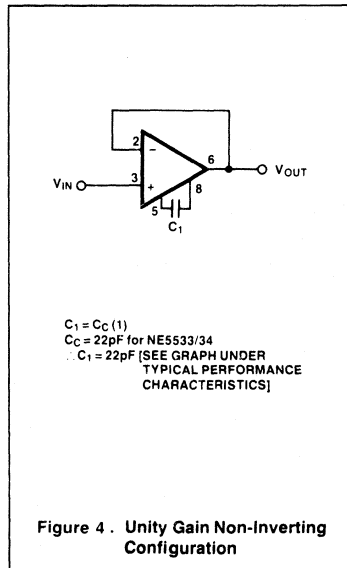 2
−
6
VIN
VOUT
3
+
8
5
C1
C1 = CC (1)
CC = 22pF for NE5533/34
∴ C1 = 22pF [SEE GRAPH UNDER
TYPICAL PERFORMANCE
CHARACTERISTICS]
Figure 4 . Unity Gain Non-Inverting
Configuration